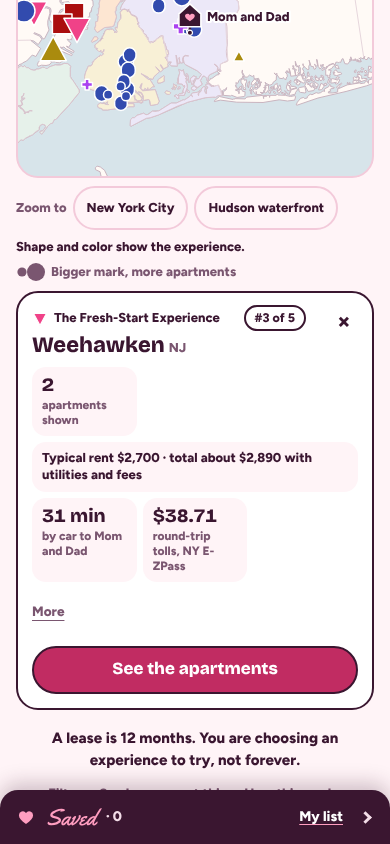 Mom and Dad
Zoom to
New York City
Hudson waterfront
Shape and color show the experience.
Bigger mark, more apartments
The Fresh-Start Experience
#3 of 5
×
Weehawken NJ
2
apartments
shown
Typical rent $2,700 · total about $2,890 with
utilities and fees
31 min
by car to Mom
and Dad
$38.71
round-trip
tolls, NY E-
ZPass
More
See the apartments
A lease is 12 months. You are choosing an
experience to try, not forever.
Saved · 0
My list